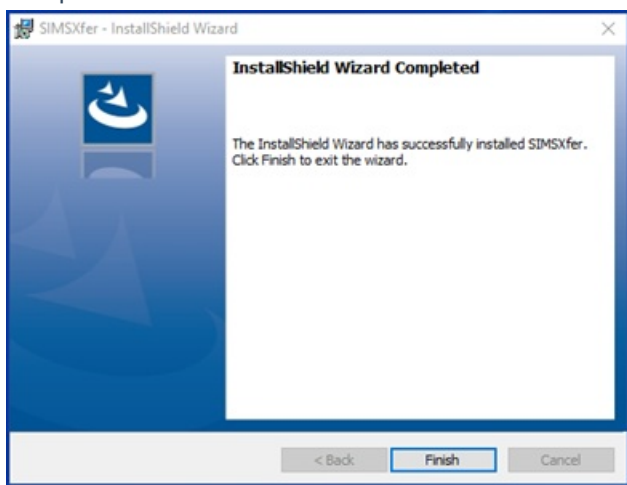 SIMSXfer - InstallShield Wizard
InstallShield Wizard Completed
The InstallShield Wizard has successfully installed SIMSXfer.
Click Finish to exit the wizard.
< Back
Finish
Cancel